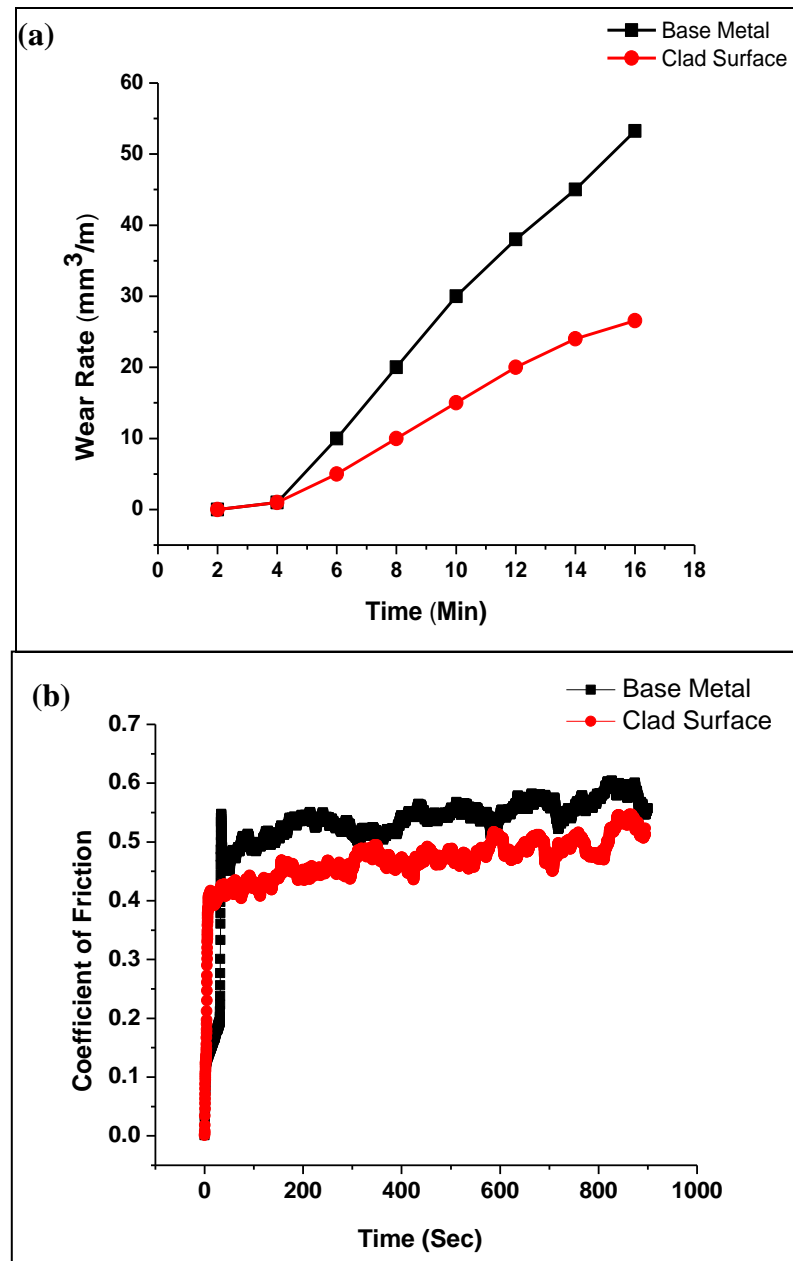 (a)
Base Metal
Clad Surface
60
50
40
30
20
10
0
Wear Rate (mm³/m)
0 2 4 6 8 10 12 14 16 18
Time (Min)
(b)
Base Metal
Clad Surface
0.7
0.6
0.5
0.4
0.3
0.2
0.1
0.0
Coefficient of Friction
0 200 400 600 800 1000
Time (Sec)